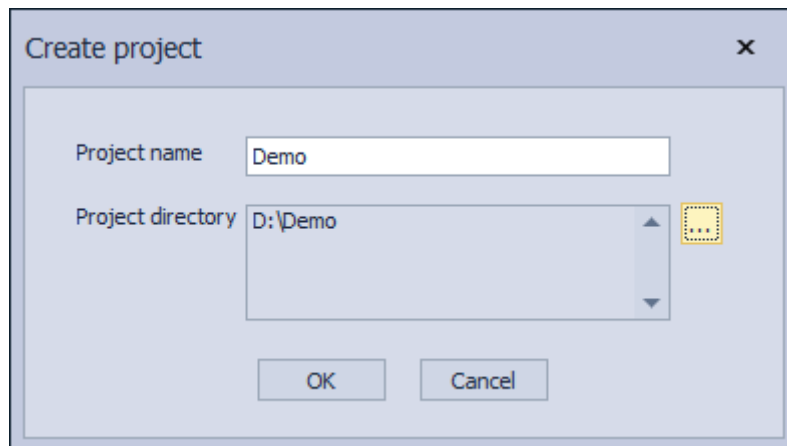 Create project
Project name Demo
Project directory D:\Demo ...
OK Cancel